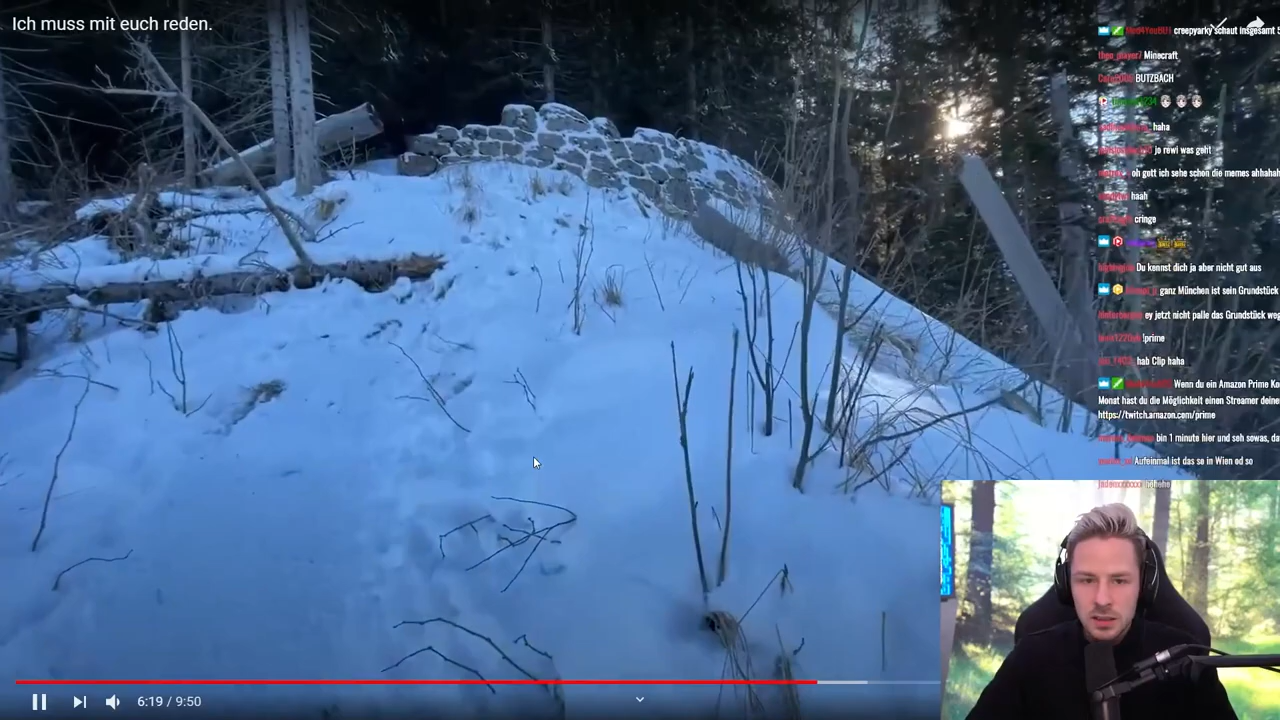 Ich muss mit euch reden.
creepyarky schaut insgesamt 5
Minecraft
BUTZBACH
haha
jo rewi was geht
oh gott ich sehe schon die memes ahhahah
haah
cringe
Du kennst dich ja aber nicht gut aus
ganz München ist sein Grundstück
ey jetzt nicht palle das Grundstück weg
!prime
hab Clip haha
Wenn du ein Amazon Prime Ko
Monat hast du die Möglichkeit einen Streamer deine
https://twitch.amazon.com/prime
bin 1 minute hier und seh sowas, da
Aufeinmal ist das se in Wien od so
hehehe
6:19 / 9:50